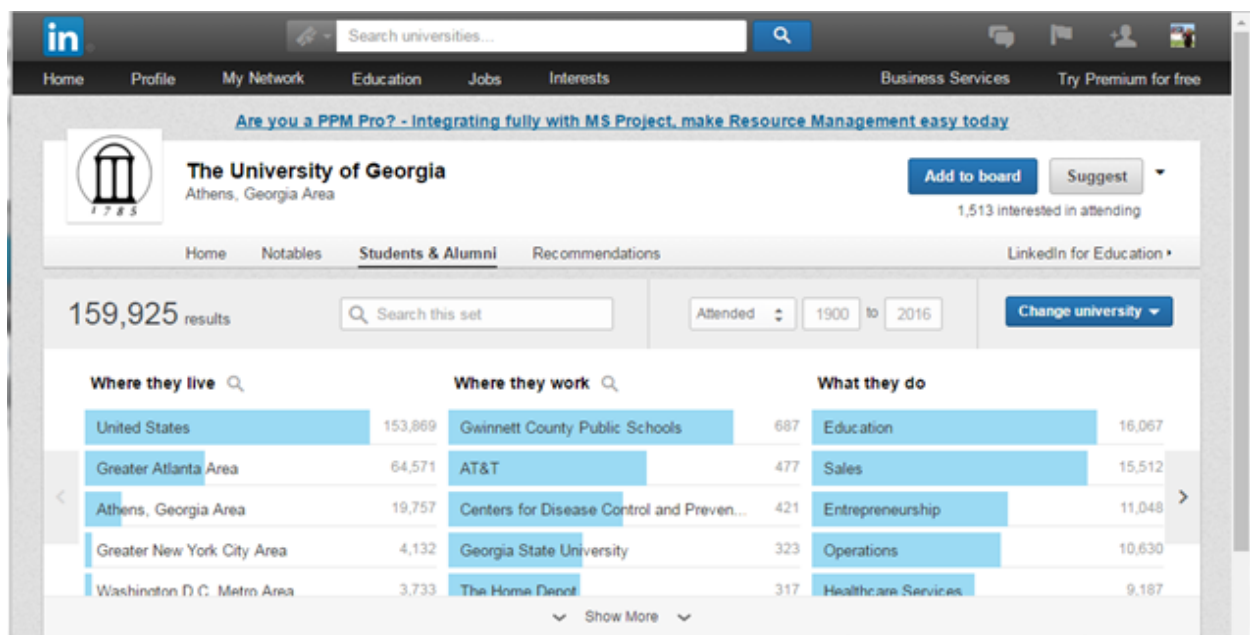 in
Search universities...
Home Profile My Network Education Jobs Interests Business Services Try Premium for free
Are you a PPM Pro? - Integrating fully with MS Project, make Resource Management easy today
The University of Georgia
Athens, Georgia Area
1785
Add to board Suggest
1,513 interested in attending
Home Notables Students & Alumni Recommendations LinkedIn for Education
159,925 results Search this set Attended 1900 to 2016 Change university
Where they live Where they work What they do
United States 153,869 Gwinnett County Public Schools 687 Education 16,067
Greater Atlanta Area 64,571 AT&T 477 Sales 15,512
Athens, Georgia Area 19,757 Centers for Disease Control and Preven... 421 Entrepreneurship 11,048
Greater New York City Area 4,132 Georgia State University 323 Operations 10,630
Washington D.C. Metro Area 3,733 The Home Depot 317 Healthcare Services 9,187
Show More